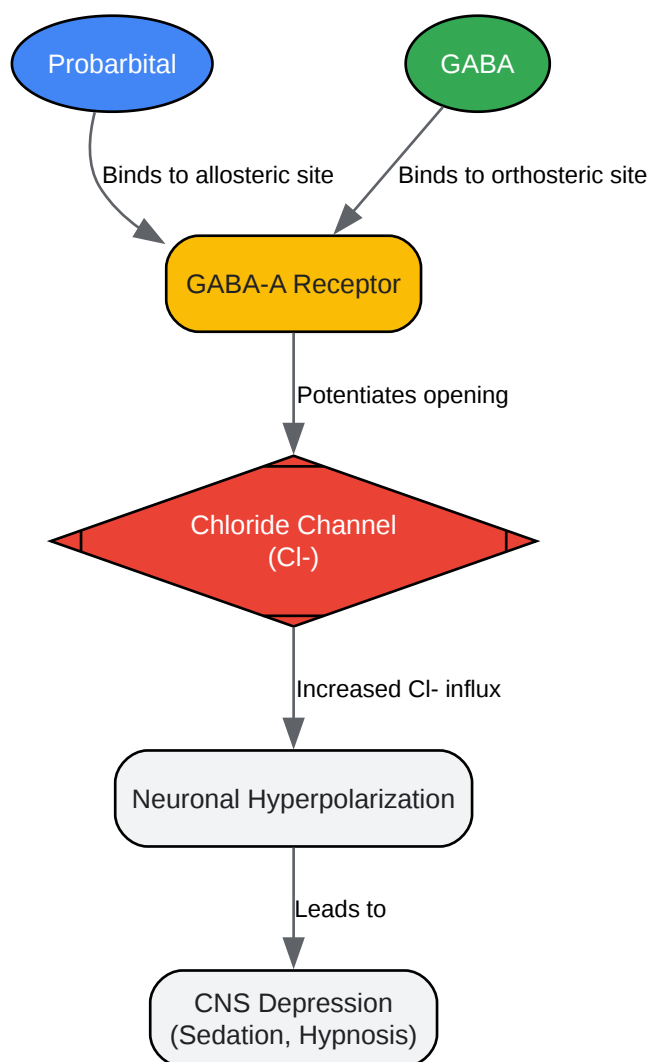 Probarbital
GABA
Binds to allosteric site
Binds to orthosteric site
GABA-A Receptor
Potentiates opening
Chloride Channel
(Cl-)
Increased Cl- influx
Neuronal Hyperpolarization
Leads to
CNS Depression
(Sedation, Hypnosis)